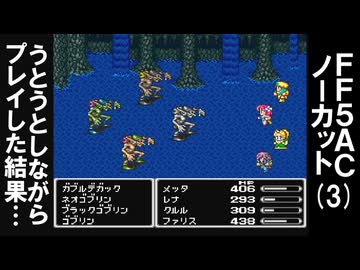 FF5AC
ノーカット(3)
うとうとしながら
プレイした結果…
HP
ガブルデガック
ネオゴブリン
ブラックゴブリン
ゴブリン
メッタ 406
レナ 293
クルル 309
ファリス 438